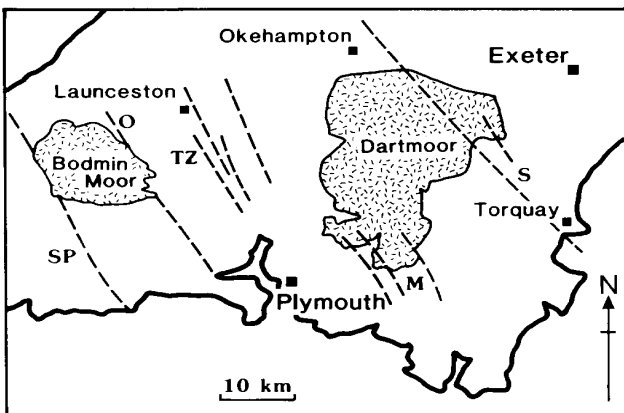 Okehampton
Exeter
Launceston
O
TZ
Bodmin
Moor
Dartmoor
S
Torquay
SP
M
Plymouth
N
10 km